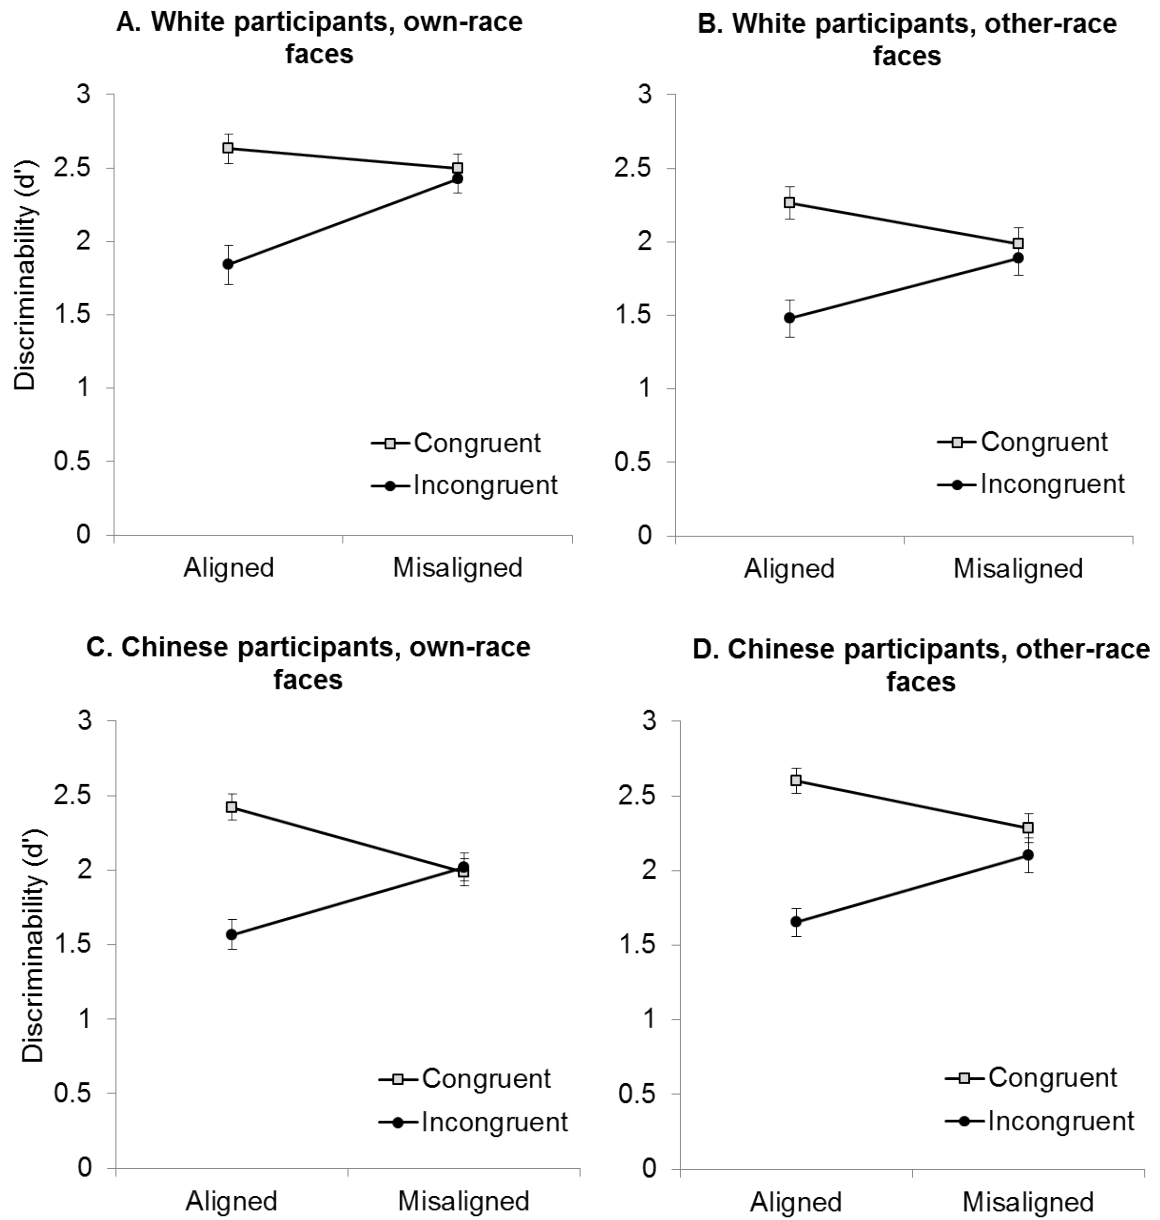 A. White participants, own-race
faces
3
2.5
2
1.5
1
0.5
0
Discriminability (d')
Congruent
Incongruent
Aligned Misaligned
B. White participants, other-race
faces
3
2.5
2
1.5
1
0.5
0
Congruent
Incongruent
Aligned Misaligned
C. Chinese participants, own-race
faces
3
2.5
2
1.5
1
0.5
0
Discriminability (d')
Congruent
Incongruent
Aligned Misaligned
D. Chinese participants, other-race
faces
3
2.5
2
1.5
1
0.5
0
Congruent
Incongruent
Aligned Misaligned